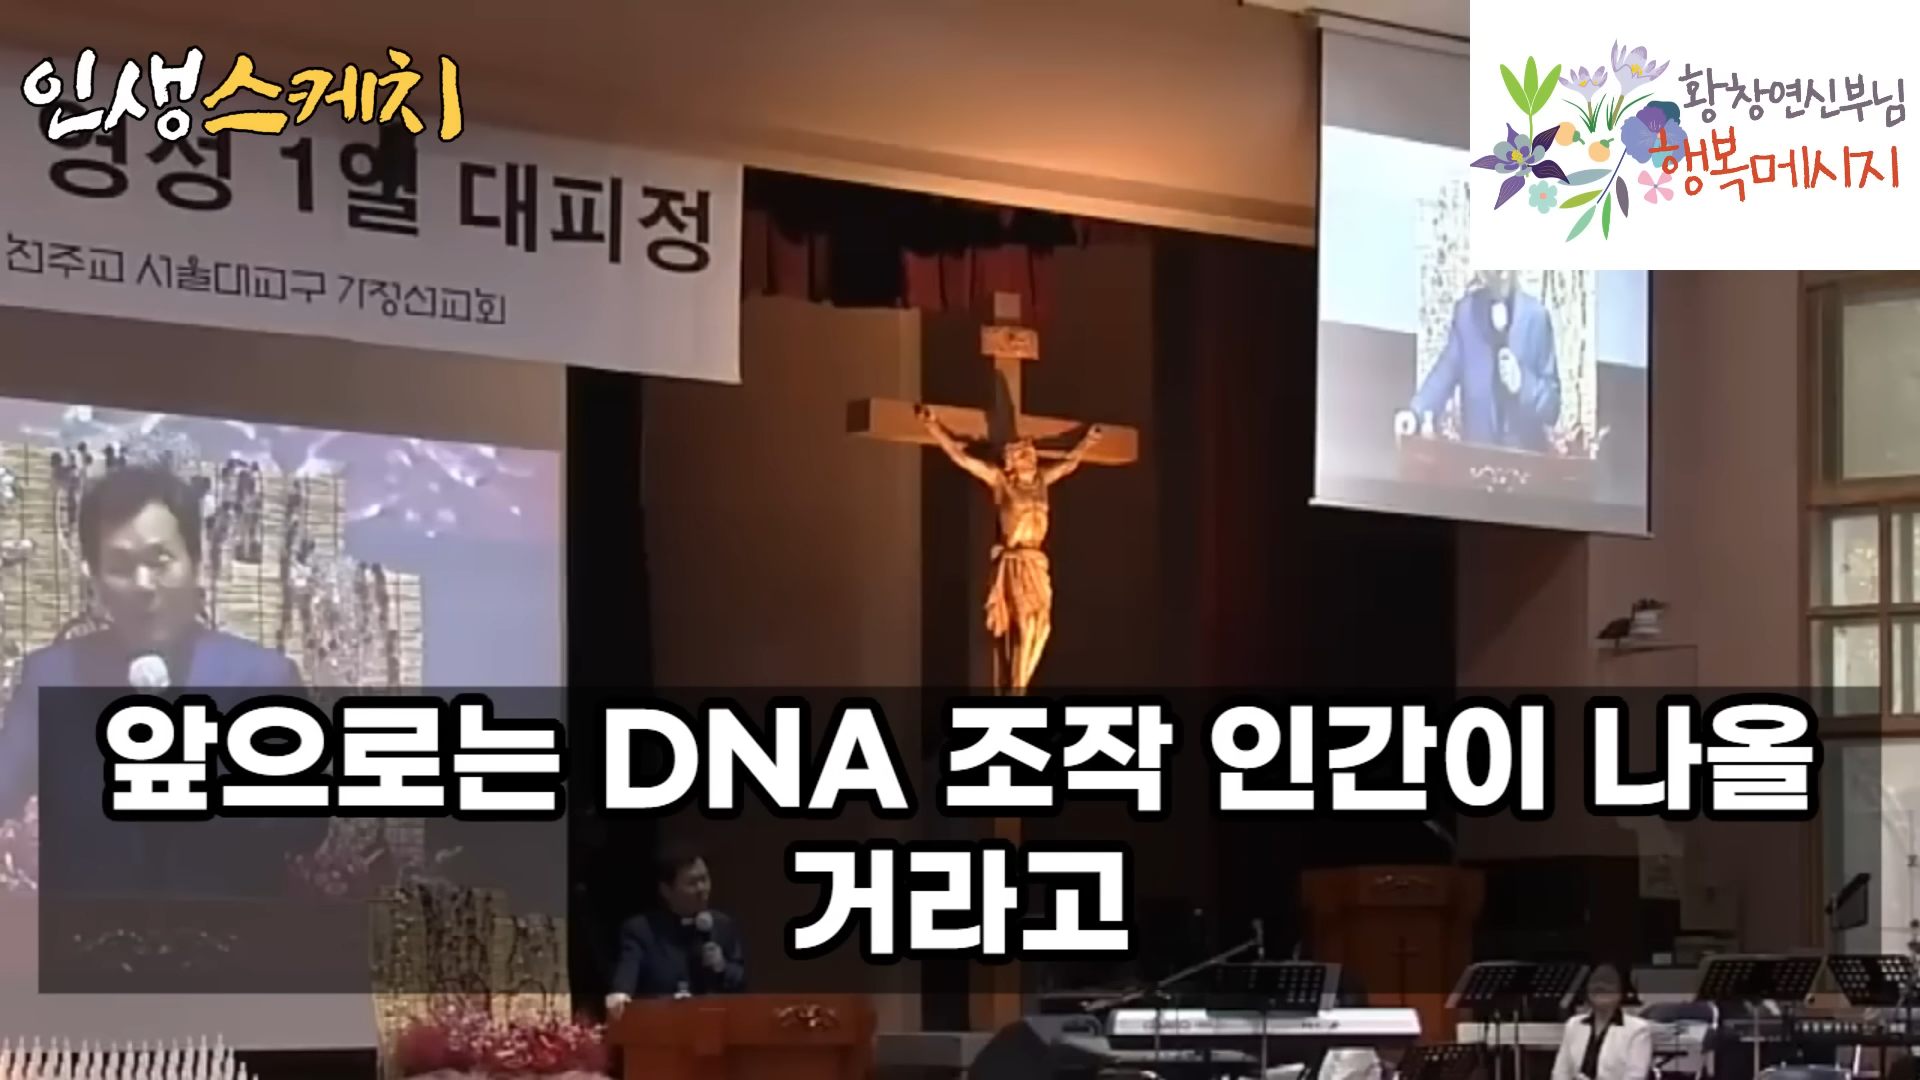 인생스케치
황창연신부님
행복메시지
영성 1일 대피정
천주교 서울대교구 가정선교회
앞으로는 DNA 조작 인간이 나올
거라고